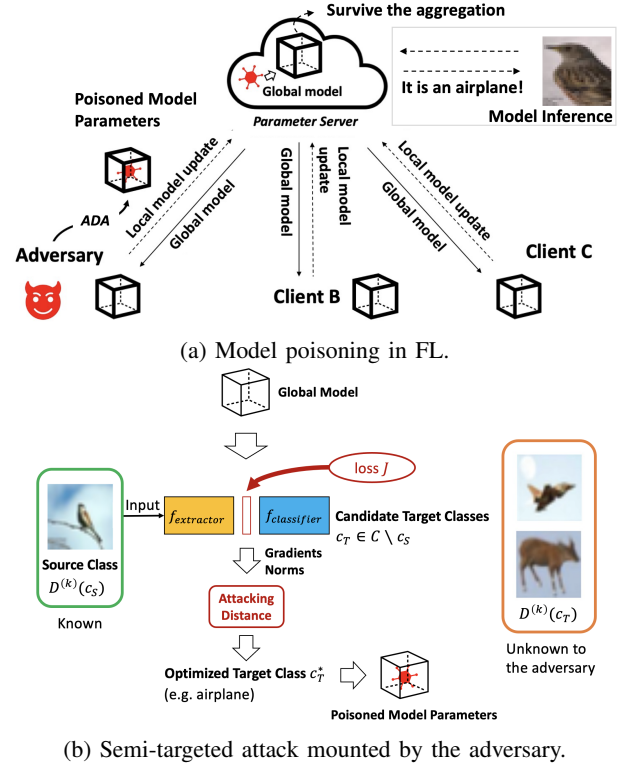 Survive the aggregation
Global model
Parameter Server
It is an airplane!
Model Inference
Poisoned Model
Parameters
ADA
Adversary
Local model update
Global model
Global model
Local model
update
Local model update
Global model
Client B
Client C
(a) Model poisoning in FL.
Global Model
loss J
Input
f_extractor
f_classifier
Candidate Target Classes
c_T ∈ C \ c_S
Source Class
D^(k)(c_S)
Known
Gradients
Norms
Attacking
Distance
D^(k)(c_T)
Unknown to
the adversary
Optimized Target Class c_T^*
(e.g. airplane)
Poisoned Model Parameters
(b) Semi-targeted attack mounted by the adversary.